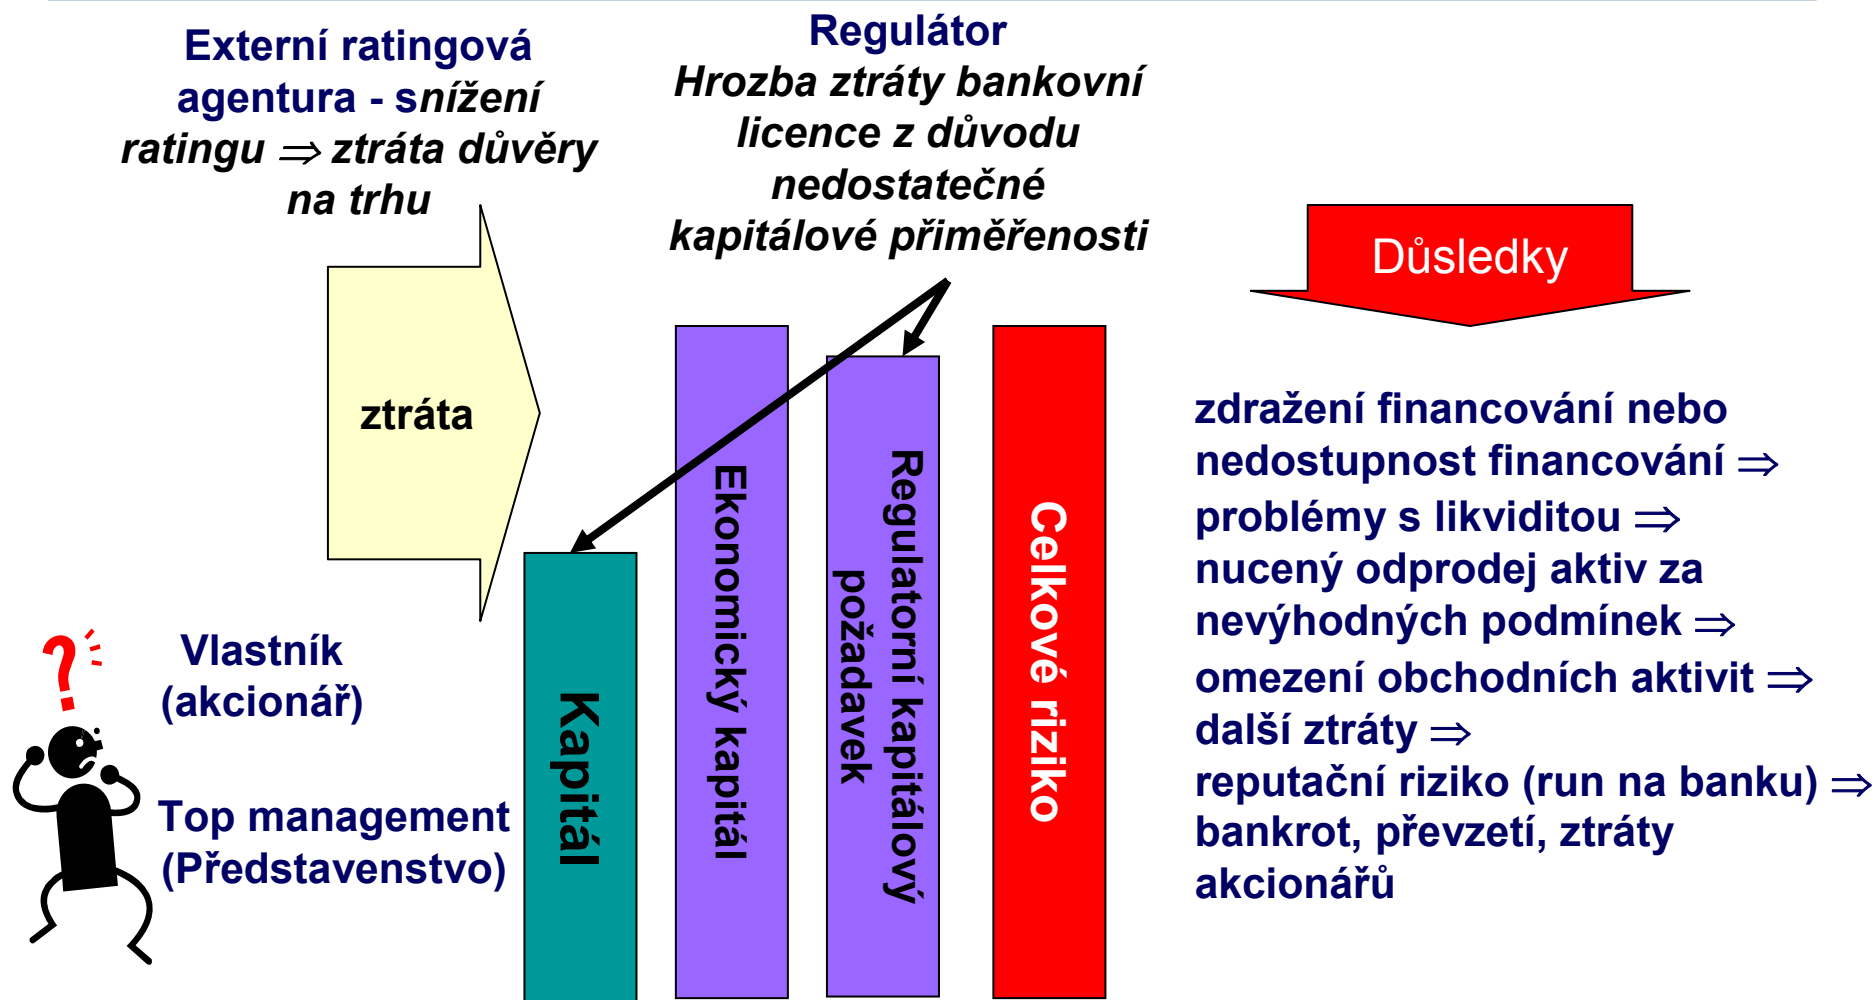 Externí ratingová
agentura - snížení
ratingu ⇒ ztráta důvěry
na trhu
Regulátor
Hrozba ztráty bankovní
licence z důvodu
nedostatečné
kapitálové přiměřenosti
Důsledky
ztráta
Vlastník
(akcionář)
Top management
(Představenstvo)
?
Kapitál
Ekonomický kapitál
Regulatorní kapitálový
požadavek
Celkové riziko
zdražení financování nebo
nedostupnost financování ⇒
problémy s likviditou ⇒
nucený odprodej aktiv za
nevýhodných podmínek ⇒
omezení obchodních aktivit ⇒
další ztráty ⇒
reputační riziko (run na banku) ⇒
bankrot, převzetí, ztráty
akcionářů